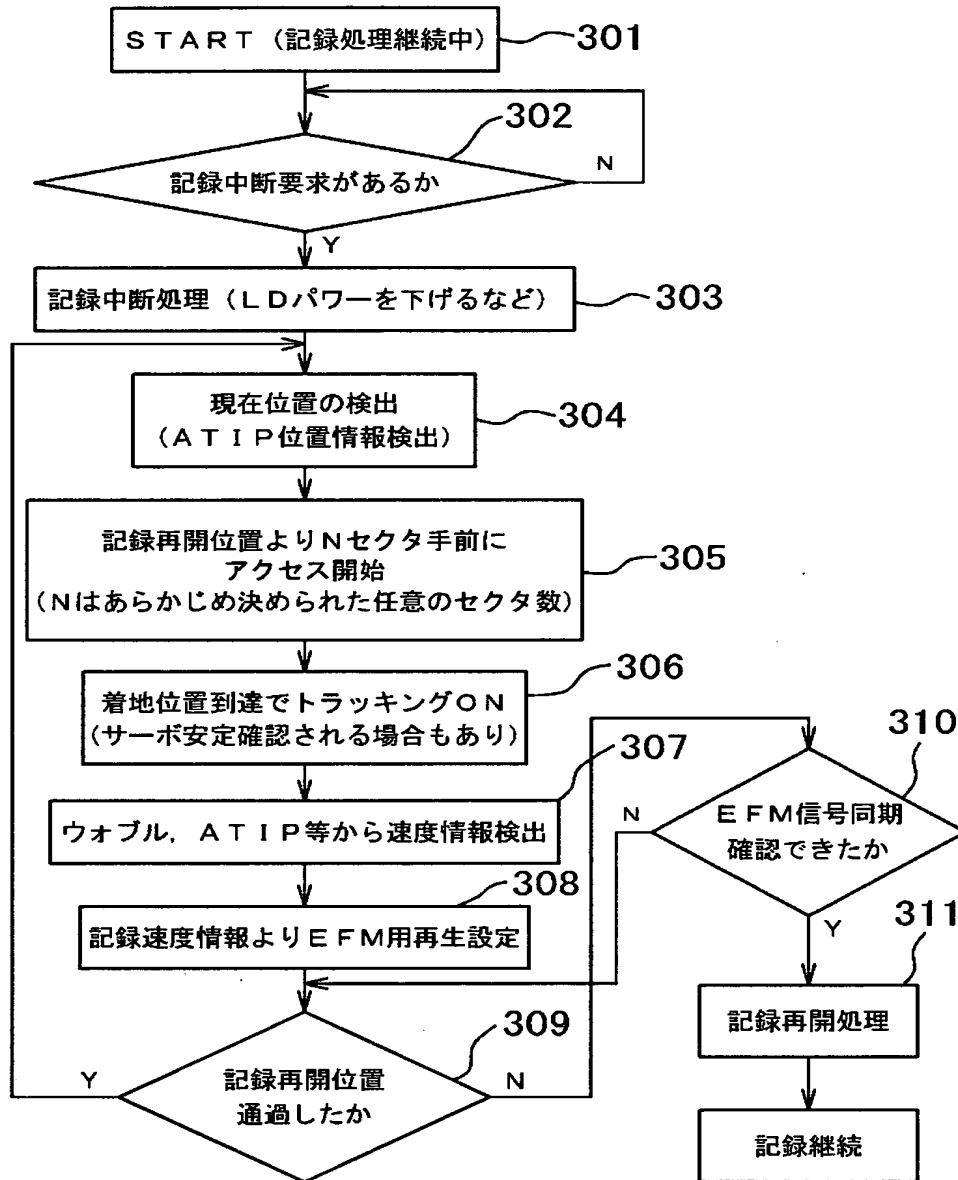 START（記録処理継続中）
301
302
記録中断要求があるか
N
Y
記録中断処理（LDパワーを下げるなど）
303
現在位置の検出
（ATIP位置情報検出）
304
記録再開位置よりNセクタ手前に
アクセス開始
（Nはあらかじめ決められた任意のセクタ数）
305
306
着地位置到達でトラッキングON
（サーボ安定確認される場合もあり）
307
ウォブル，ATIP等から速度情報検出
308
記録速度情報よりEFM用再生設定
309
記録再開位置
通過したか
Y
N
310
EFM信号同期
確認できたか
N
Y
311
記録再開処理
記録継続